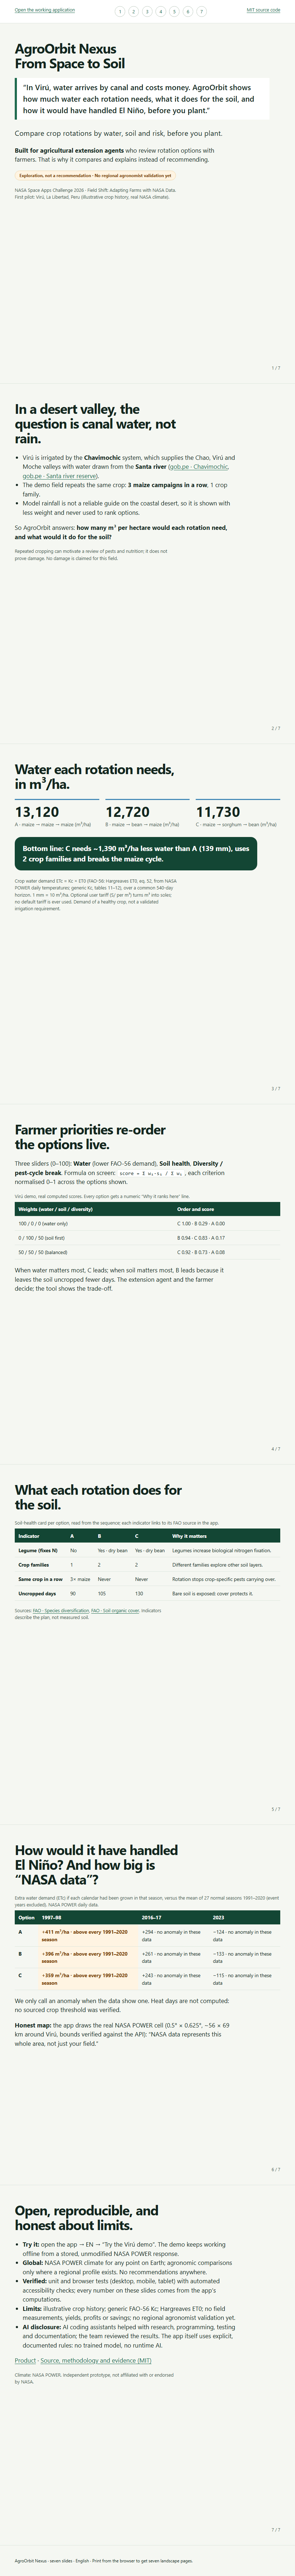 Open the working application
1
2
3
4
5
6
7
MIT source code
AgroOrbit Nexus
From Space to Soil
“In Virú, water arrives by canal and costs money. AgroOrbit shows
how much water each rotation needs, what it does for the soil, and
how it would have handled El Niño, before you plant.”
Compare crop rotations by water, soil and risk, before you plant.
Built for agricultural extension agents who review rotation options with
farmers. That is why it compares and explains instead of recommending.
Exploration, not a recommendation · No regional agronomist validation yet
NASA Space Apps Challenge 2026 · Field Shift: Adapting Farms with NASA Data.
First pilot: Virú, La Libertad, Peru (illustrative crop history, real NASA climate).
1 / 7
In a desert valley, the
question is canal water, not
rain.
• Virú is irrigated by the Chavimochic system, which supplies the Chao, Virú and
Moche valleys with water drawn from the Santa river (gob.pe · Chavimochic,
gob.pe · Santa river reserve).
• The demo field repeats the same crop: 3 maize campaigns in a row, 1 crop
family.
• Model rainfall is not a reliable guide on the coastal desert, so it is shown with
less weight and never used to rank options.
So AgroOrbit answers: how many m³ per hectare would each rotation need,
and what would it do for the soil?
Repeated cropping can motivate a review of pests and nutrition; it does not
prove damage. No damage is claimed for this field.
2 / 7
Water each rotation needs,
in m³/ha.
13,120
A · maize → maize → maize (m³/ha)
12,720
B · maize → bean → maize (m³/ha)
11,730
C · maize → sorghum → bean (m³/ha)
Bottom line: C needs ~1,390 m³/ha less water than A (139 mm), uses
2 crop families and breaks the maize cycle.
Crop water demand ETc = Kc × ET0 (FAO-56: Hargreaves ET0, eq. 52, from NASA
POWER daily temperatures; generic Kc, tables 11–12), over a common 540-day
horizon. 1 mm = 10 m³/ha. Optional user tariff (S/ per m³) turns m³ into soles;
no default tariff is ever used. Demand of a healthy crop, not a validated
irrigation requirement.
3 / 7
Farmer priorities re-order
the options live.
Three sliders (0–100): Water (lower FAO-56 demand), Soil health, Diversity /
pest-cycle break. Formula on screen: score = Σ wᵢ·sᵢ / Σ wᵢ , each criterion
normalised 0–1 across the options shown.
Virú demo, real computed scores. Every option gets a numeric “Why it ranks here” line.
Weights (water / soil / diversity)
Order and score
100 / 0 / 0 (water only)
C 1.00 · B 0.29 · A 0.00
0 / 100 / 50 (soil first)
B 0.94 · C 0.83 · A 0.17
50 / 50 / 50 (balanced)
C 0.92 · B 0.73 · A 0.08
When water matters most, C leads; when soil matters most, B leads because it
leaves the soil uncropped fewer days. The extension agent and the farmer
decide; the tool shows the trade-off.
4 / 7
What each rotation does for
the soil.
Soil-health card per option, read from the sequence; each indicator links to its FAO source in the app.
Indicator A B C Why it matters
Legume (fixes N) No Yes · dry bean Yes · dry bean Legumes increase biological nitrogen fixation.
Crop families 1 2 2 Different families explore other soil layers.
Same crop in a row 3× maize Never Never Rotation stops crop-specific pests carrying over.
Uncropped days 90 105 130 Bare soil is exposed; cover protects it.
Sources: FAO · Species diversification, FAO · Soil organic cover. Indicators
describe the plan, not measured soil.
5 / 7
How would it have handled
El Niño? And how big is
“NASA data”?
Extra water demand (ETc) if each calendar had been grown in that season, versus the mean of 27 normal seasons: 1991–2020 (event
years excluded). NASA POWER daily data.
Option 1997–98 2016–17 2023
A +411 m³/ha · above every 1991–2020 season +294 · no anomaly in these data −124 · no anomaly in these data
B +396 m³/ha · above every 1991–2020 season +261 · no anomaly in these data −133 · no anomaly in these data
C +359 m³/ha · above every 1991–2020 season +243 · no anomaly in these data −115 · no anomaly in these data
We only call an anomaly when the data show one. Heat days are not computed:
no sourced crop threshold was verified.
Honest map: the app draws the real NASA POWER cell (0.5° × 0.625°, ~56 × 69
km around Virú, bounds verified against the API): “NASA data represents this
whole area, not just your field.”
6 / 7
Open, reproducible, and
honest about limits.
• Try it: open the app → EN → “Try the Virú demo”. The demo keeps working
offline from a stored, unmodified NASA POWER response.
• Global: NASA POWER climate for any point on Earth; agronomic comparisons
only where a regional profile exists. No recommendations anywhere.
• Verified: unit and browser tests (desktop, mobile, tablet) with automated
accessibility checks; every number on these slides comes from the app’s
computations.
• Limits: illustrative crop history; generic FAO-56 Kc; Hargreaves ET0; no field
measurements, yields, profits or savings; no regional agronomist validation yet.
• AI disclosure: AI coding assistants helped with research, programming, testing
and documentation; the team reviewed the results. The app itself uses explicit,
documented rules: no trained model, no runtime AI.
Product · Source, methodology and evidence (MIT)
Climate: NASA POWER. Independent prototype, not affiliated with or endorsed
by NASA.
7 / 7
AgroOrbit Nexus · seven slides · English · Print from the browser to get seven landscape pages.